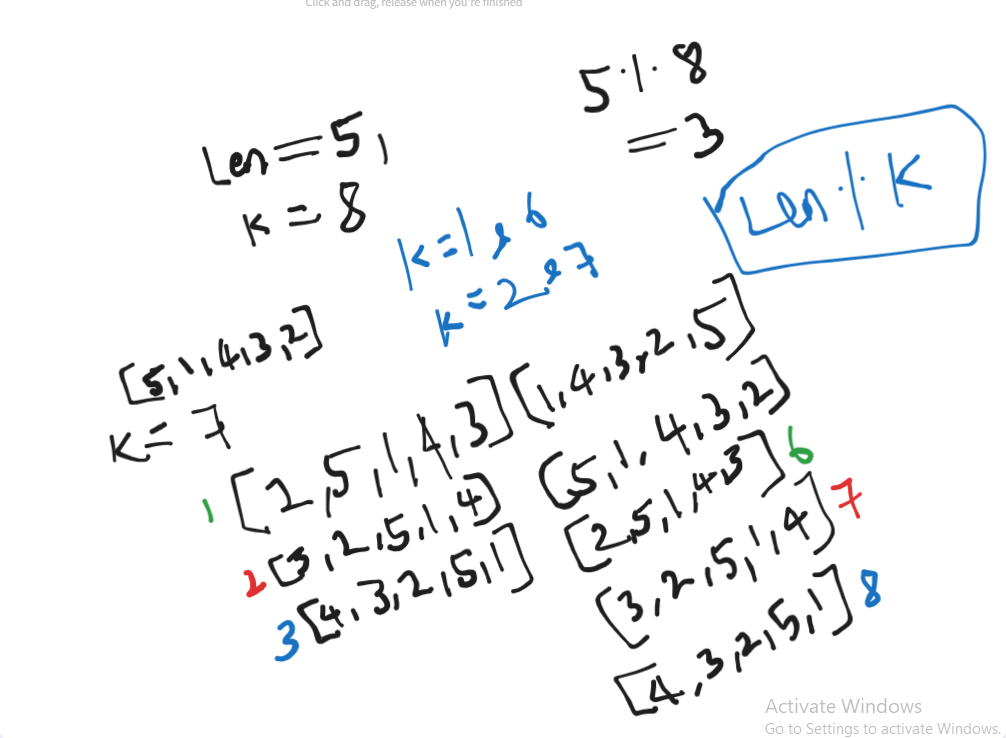 Click and drag, release when you're finished
Len = 5,
K = 8
5 % 8
= 3
Len % K
K = 1 & 6
K = 2 & 7
[5, 1, 4, 3, 2]
K = 7
1 [2, 5, 1, 4, 3]
2 [3, 2, 5, 1, 4]
3 [4, 3, 2, 5, 1]
[1, 4, 3, 2, 5]
[5, 1, 4, 3, 2]
[2, 5, 1, 4, 3] 6
[3, 2, 5, 1, 4] 7
[4, 3, 2, 5, 1] 8
Activate Windows
Go to Settings to activate Windows.